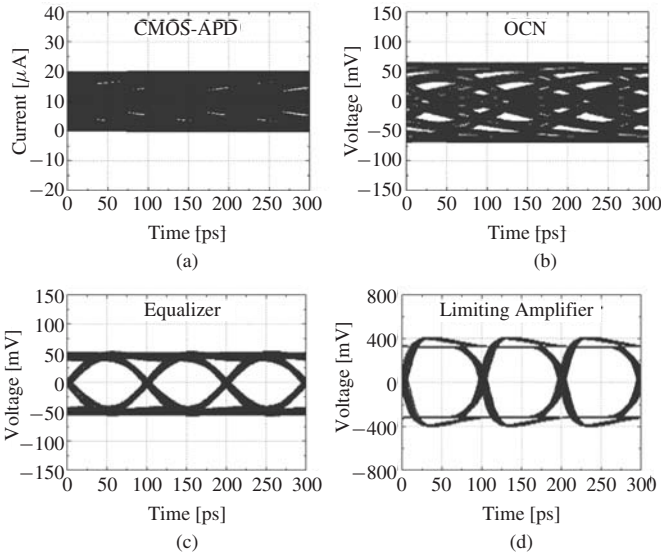 CMOS-APD
Current [μA]
40
30
20
10
0
−10
−20
0 50 100 150 200 250 300
Time [ps]
(a)
OCN
Voltage [mV]
150
100
50
0
−50
−100
−150
0 50 100 150 200 250 300
Time [ps]
(b)
Equalizer
Voltage [mV]
150
100
50
0
−50
−100
−150
0 50 100 150 200 250 300
Time [ps]
(c)
Limiting Amplifier
Voltage [mV]
800
400
0
−400
−800
0 50 100 150 200 250 300
Time [ps]
(d)